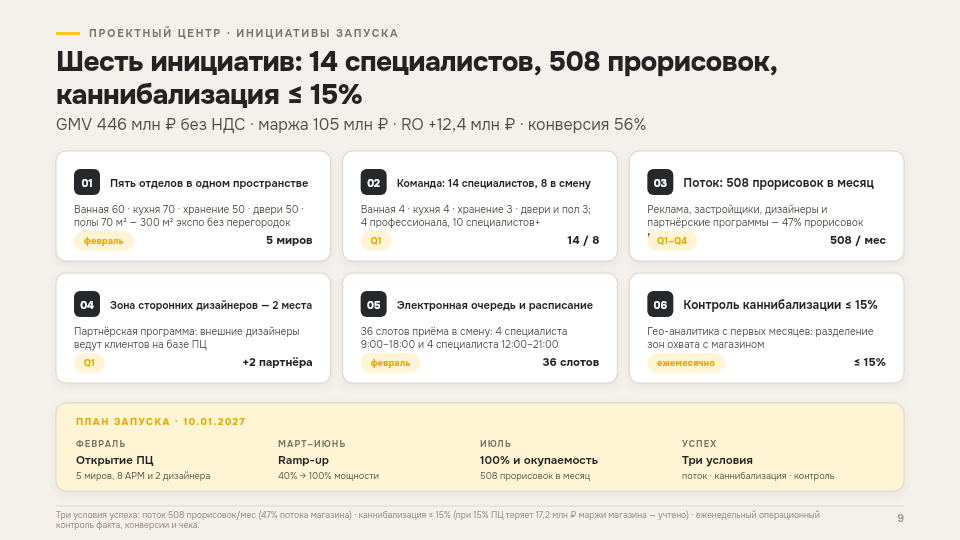 ПРОЕКТНЫЙ ЦЕНТР · ИНИЦИАТИВЫ ЗАПУСКА
Шесть инициатив: 14 специалистов, 508 прорисовок,
каннибализация ≤ 15%
GMV 446 млн ₽ без НДС · маржа 105 млн ₽ · RO +12,4 млн ₽ · конверсия 56%
01 Пять отделов в одном пространстве
Ванная 60 · кухня 70 · хранение 50 · двери 50 ·
полы 70 м² — 300 м² экспо без перегородок
февраль 5 миров
02 Команда: 14 специалистов, 8 в смену
Ванная 4 · кухня 4 · хранение 3 · двери и пол 3;
4 профессионала, 10 специалистов+
Q1 14 / 8
03 Поток: 508 прорисовок в месяц
Реклама, застройщики, дизайнеры и
партнёрские программы — 47% прорисовок
Q1–Q4 508 / мес
04 Зона сторонних дизайнеров — 2 места
Партнёрская программа: внешние дизайнеры
ведут клиентов на базе ПЦ
Q1 +2 партнёра
05 Электронная очередь и расписание
36 слотов приёма в смену: 4 специалиста
9:00–18:00 и 4 специалиста 12:00–21:00
февраль 36 слотов
06 Контроль каннибализации ≤ 15%
Гео-аналитика с первых месяцев: разделение
зон охвата с магазином
ежемесячно ≤ 15%
ПЛАН ЗАПУСКА · 10.01.2027
ФЕВРАЛЬ
Открытие ПЦ
5 миров, 8 АРМ и 2 дизайнера
МАРТ–ИЮНЬ
Ramp-up
40% → 100% мощности
ИЮЛЬ
100% и окупаемость
508 прорисовок в месяц
УСПЕХ
Три условия
поток · каннибализация · контроль
Три условия успеха: поток 508 прорисовок/мес (47% потока магазина) · каннибализация ≤ 15% (при 15% ПЦ теряет 17,2 млн ₽ маржи магазина — учтено) · еженедельный операционный
контроль факта, конверсии и чека.
9